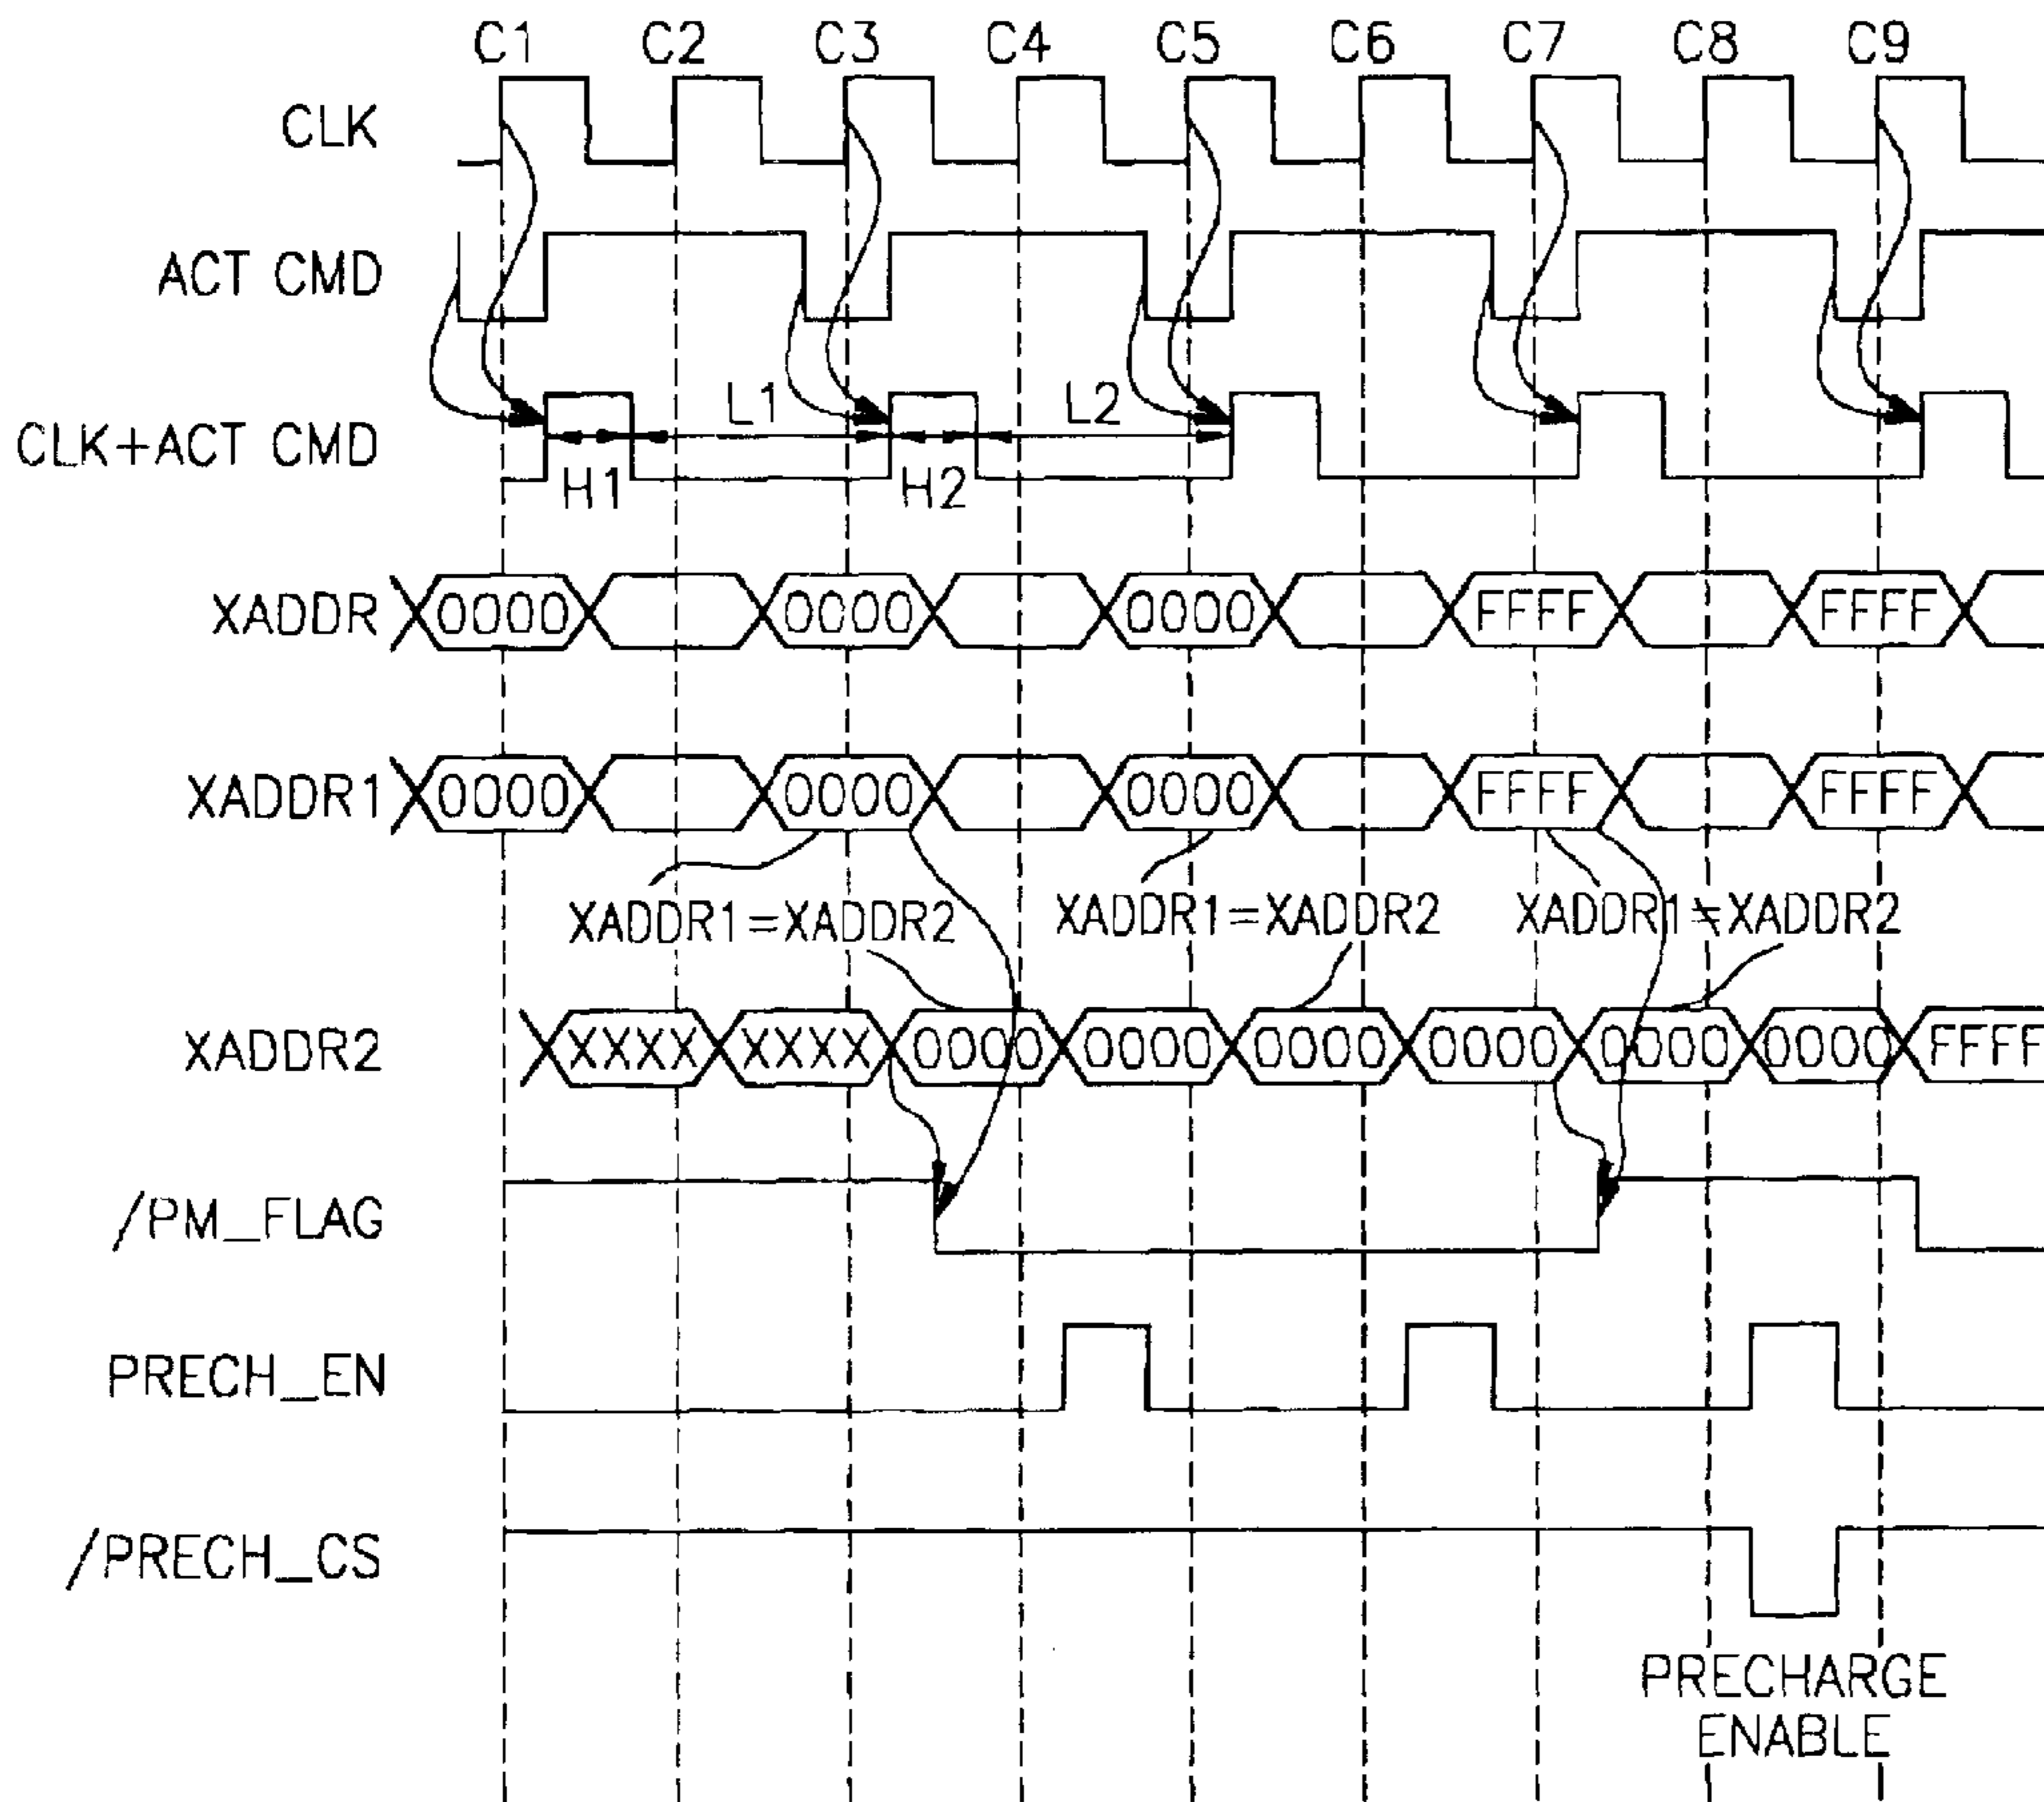 C1 C2 C3 C4 C5 C6 C7 C8 C9
CLK
ACT CMD
CLK+ACT CMD
L1 L2
H1 H2
XADDR 0000 0000 0000 FFFF FFFF
XADDR1 0000 0000 0000 FFFF FFFF
XADDR1=XADDR2 XADDR1=XADDR2 XADDR1≠XADDR2
XADDR2 XXXX XXXX 0000 0000 0000 0000 0000 0000 FFFF
/PM_FLAG
PRECH_EN
/PRECH_CS
PRECHARGE
ENABLE